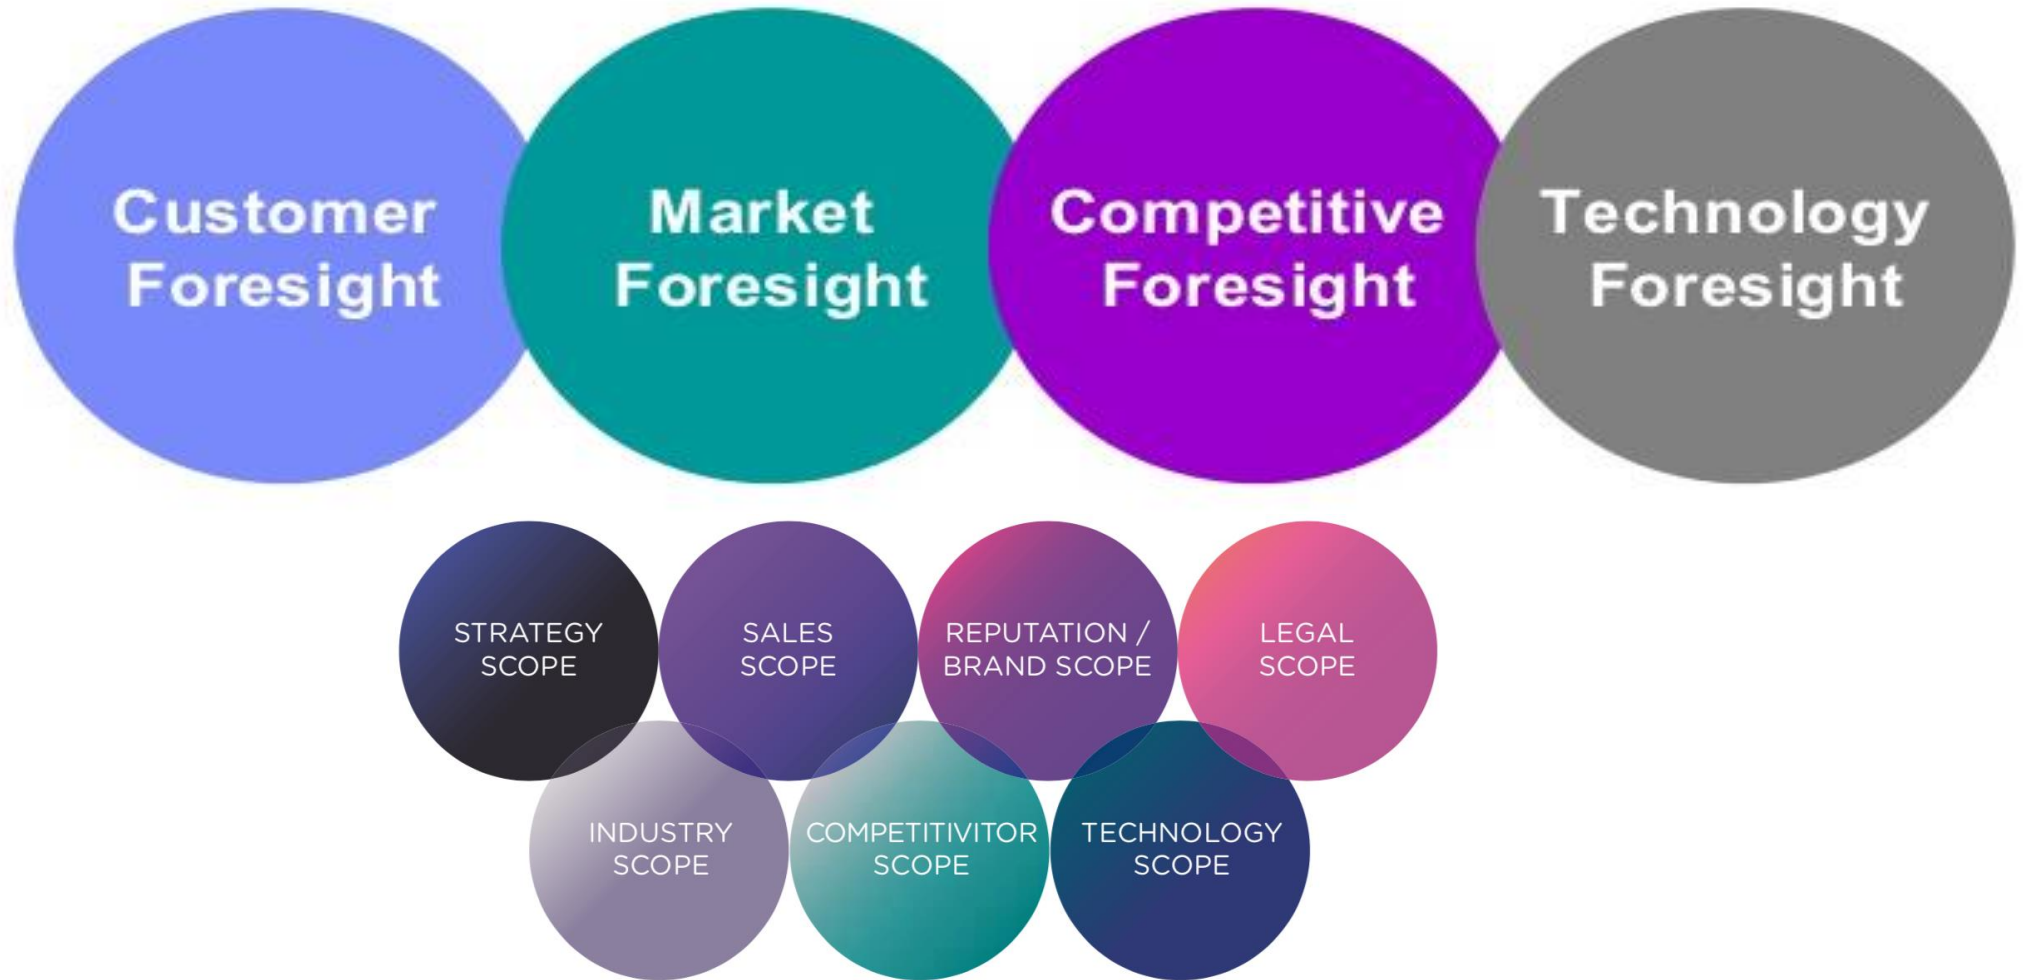 Customer
Foresight
Market
Foresight
Competitive
Foresight
Technology
Foresight
STRATEGY
SCOPE
SALES
SCOPE
REPUTATION /
BRAND SCOPE
LEGAL
SCOPE
INDUSTRY
SCOPE
COMPETITIVITOR
SCOPE
TECHNOLOGY
SCOPE